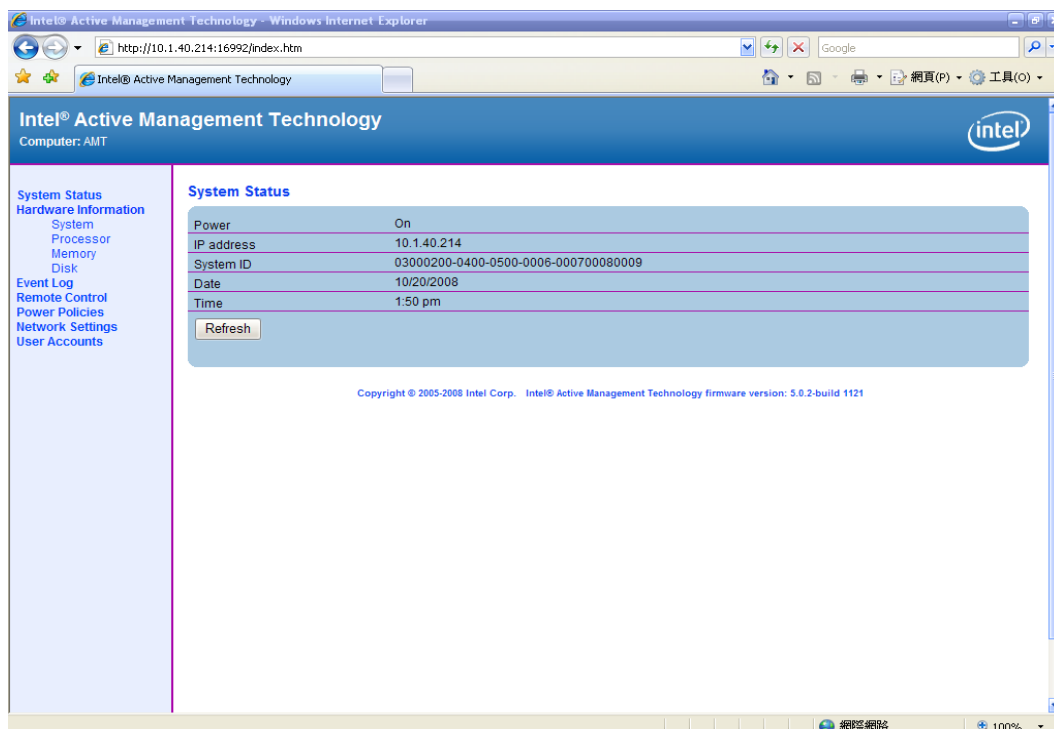 Intel® Active Management Technology - Windows Internet Explorer
http://10.1.40.214:16992/index.htm
Google
Intel® Active Management Technology
網頁(P)
工具(O)
Intel® Active Management Technology
Computer: AMT
intel
System Status
Hardware Information
System
Processor
Memory
Disk
Event Log
Remote Control
Power Policies
Network Settings
User Accounts
System Status
Power On
IP address 10.1.40.214
System ID 03000200-0400-0500-0006-000700080009
Date 10/20/2008
Time 1:50 pm
Refresh
Copyright © 2005-2008 Intel Corp. Intel® Active Management Technology firmware version: 5.0.2-build 1121
網際網路
100%